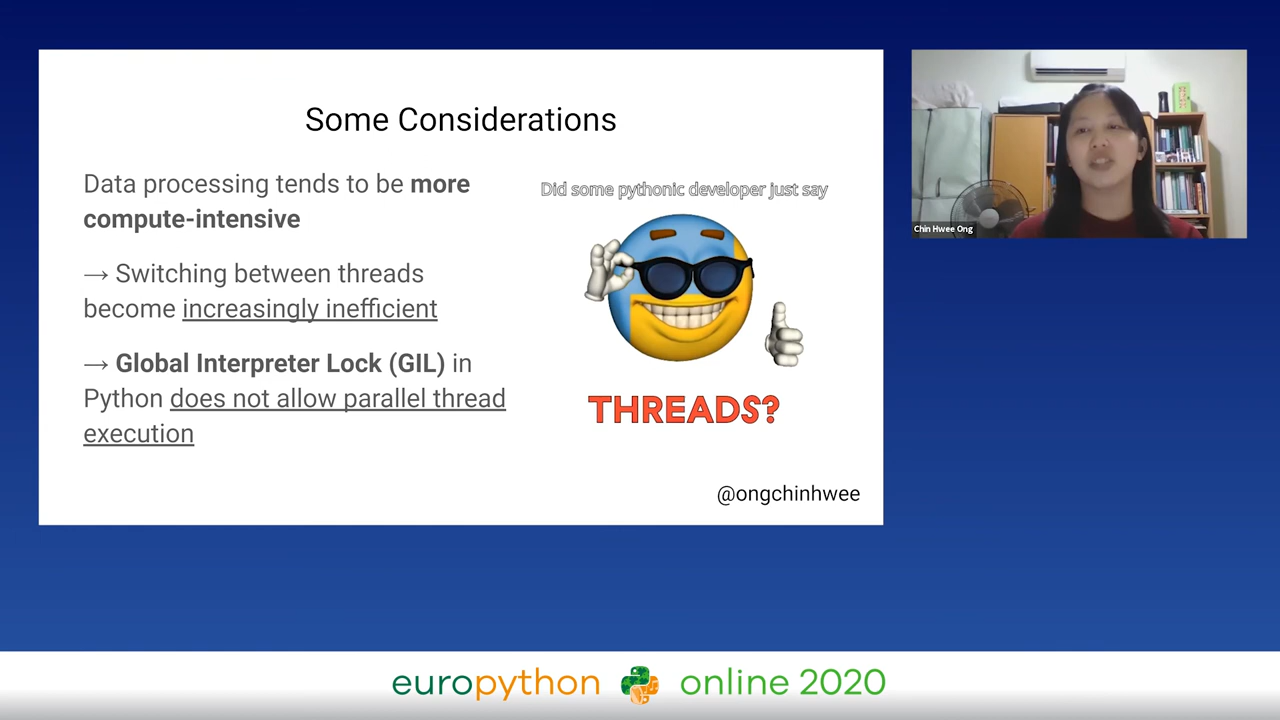 Some Considerations
Data processing tends to be more
compute-intensive
→ Switching between threads
become increasingly inefficient
→ Global Interpreter Lock (GIL) in
Python does not allow parallel thread
execution
Did some pythonic developer just say
THREADS?
@ongchinhwee
Chin Hwee Ong
europython online 2020